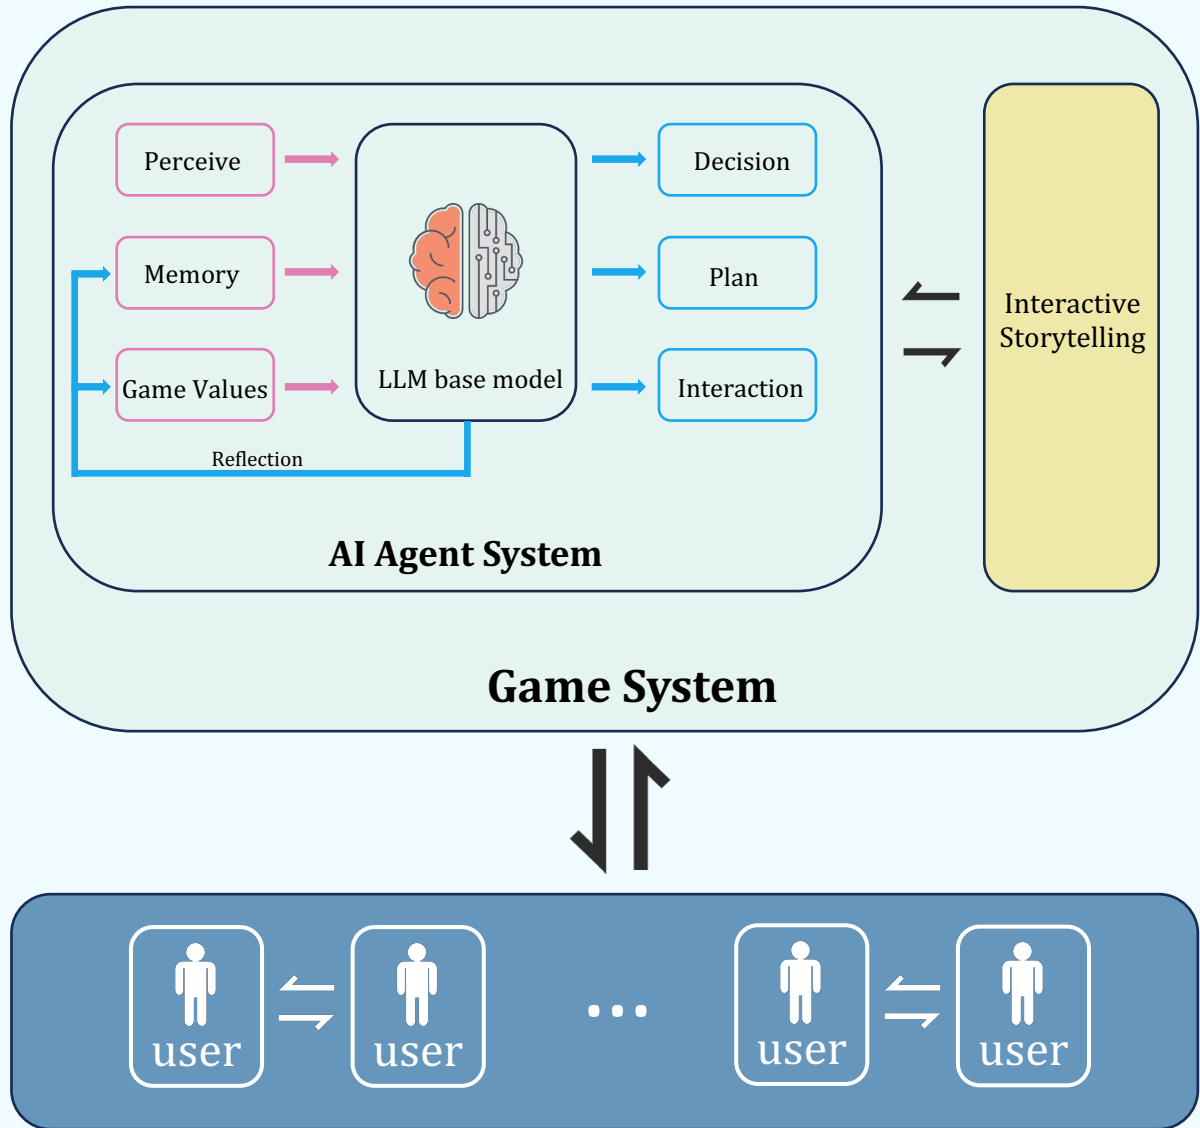 Perceive
Decision
Memory
Plan
Game Values
LLM base model
Interaction
Reflection
AI Agent System
Interactive
Storytelling
Game System
user
user
...
user
user